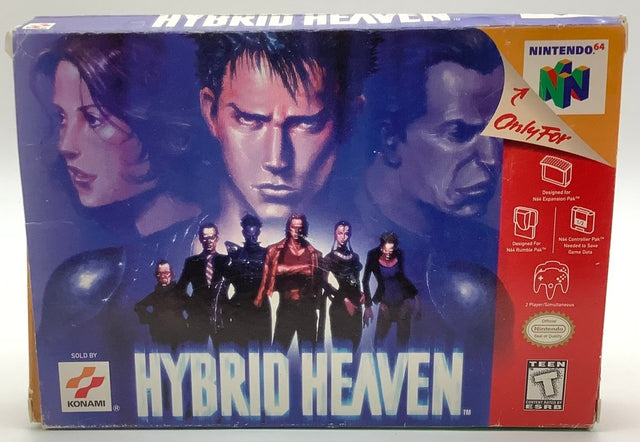 HYBRID HEAVEN™
NINTENDO 64
Only For
Designed for
N64 Expansion Pak™
Designed For
N64 Rumble Pak™
N64 Controller Pak™
Needed to Save
Game Data
2 Player/Simultaneous
Official
Nintendo
Seal of Quality
SOLD BY
KONAMI®
HYBRID HEAVEN™
TEEN
T
CONTENT RATED BY
ESRB